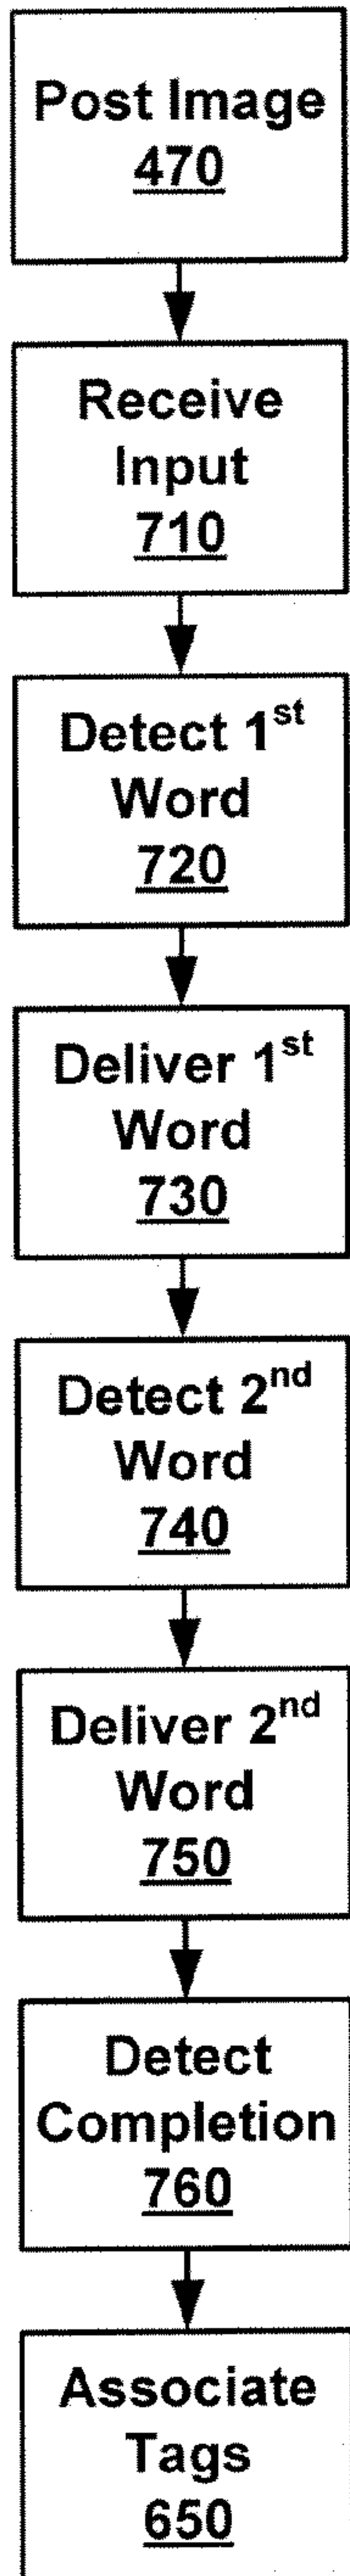 Post Image
470
Receive
Input
710
Detect 1st
Word
720
Deliver 1st
Word
730
Detect 2nd
Word
740
Deliver 2nd
Word
750
Detect
Completion
760
Associate
Tags
650